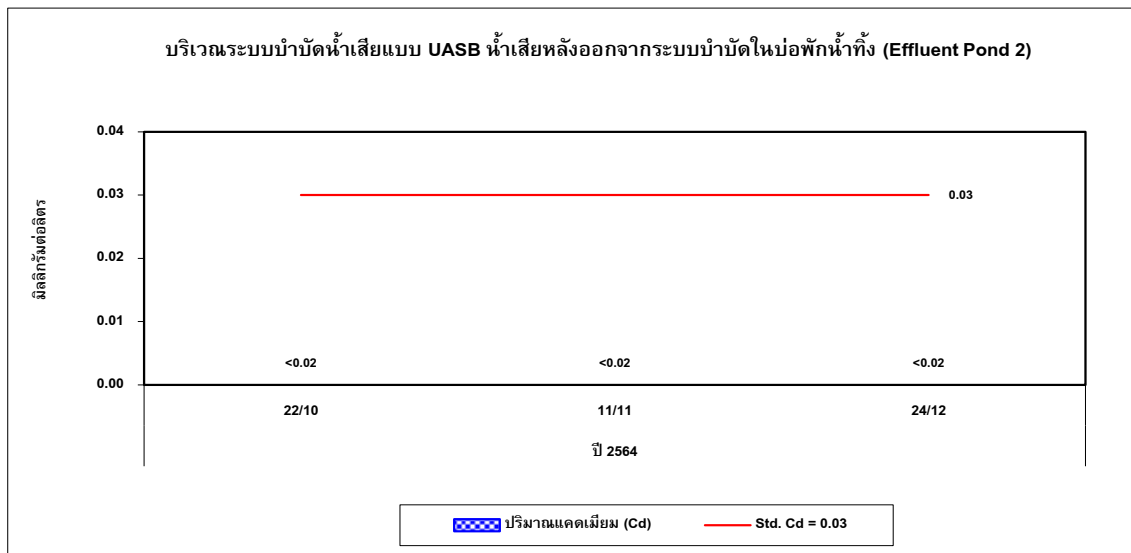 บริเวณระบบบำบัดน้ำเสียแบบ UASB น้ำเสียหลังออกจากระบบบำบัดในบ่อพักน้ำทิ้ง (Effluent Pond 2)
มิลลิกรัมต่อลิตร
0.04
0.03
0.03
0.02
0.01
<0.02 <0.02 <0.02
0.00
22/10 11/11 24/12
ปี 2564
ปริมาณแคดเมียม (Cd) Std. Cd = 0.03